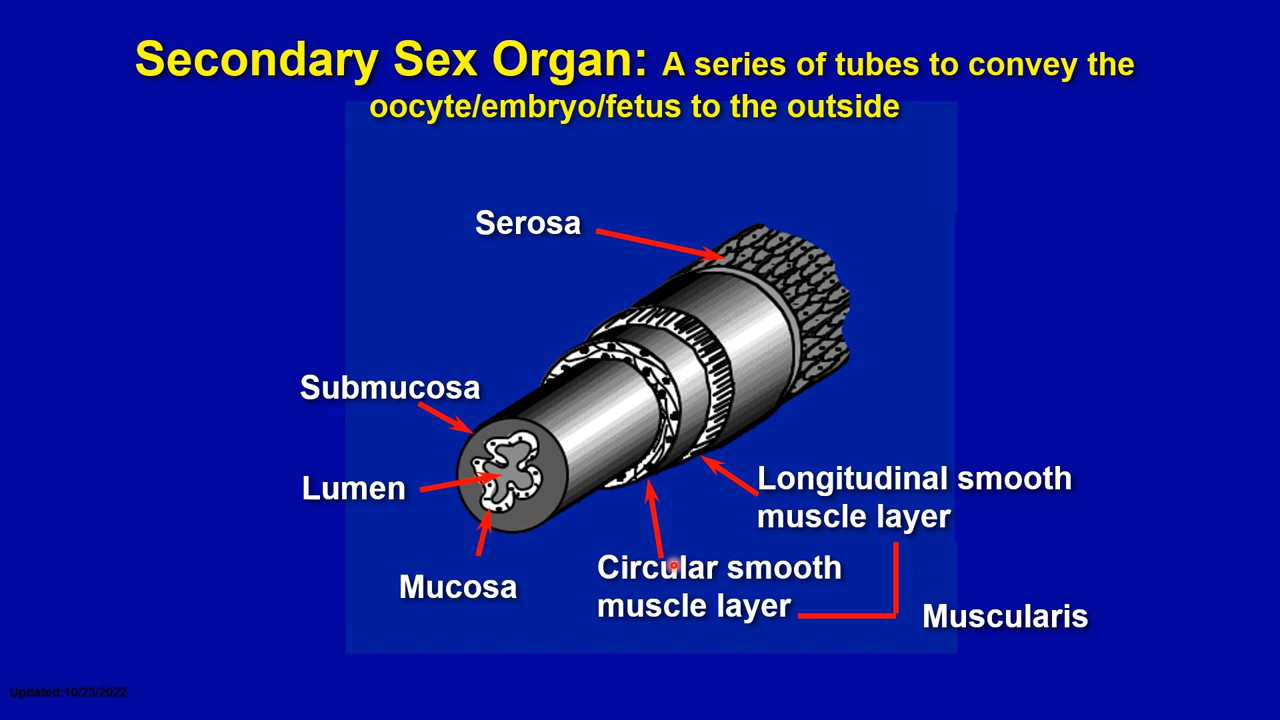 Secondary Sex Organ: A series of tubes to convey the
oocyte/embryo/fetus to the outside
Serosa
Submucosa
Lumen
Mucosa
Longitudinal smooth
muscle layer
Circular smooth
muscle layer
Muscularis
Updated:10/23/2022